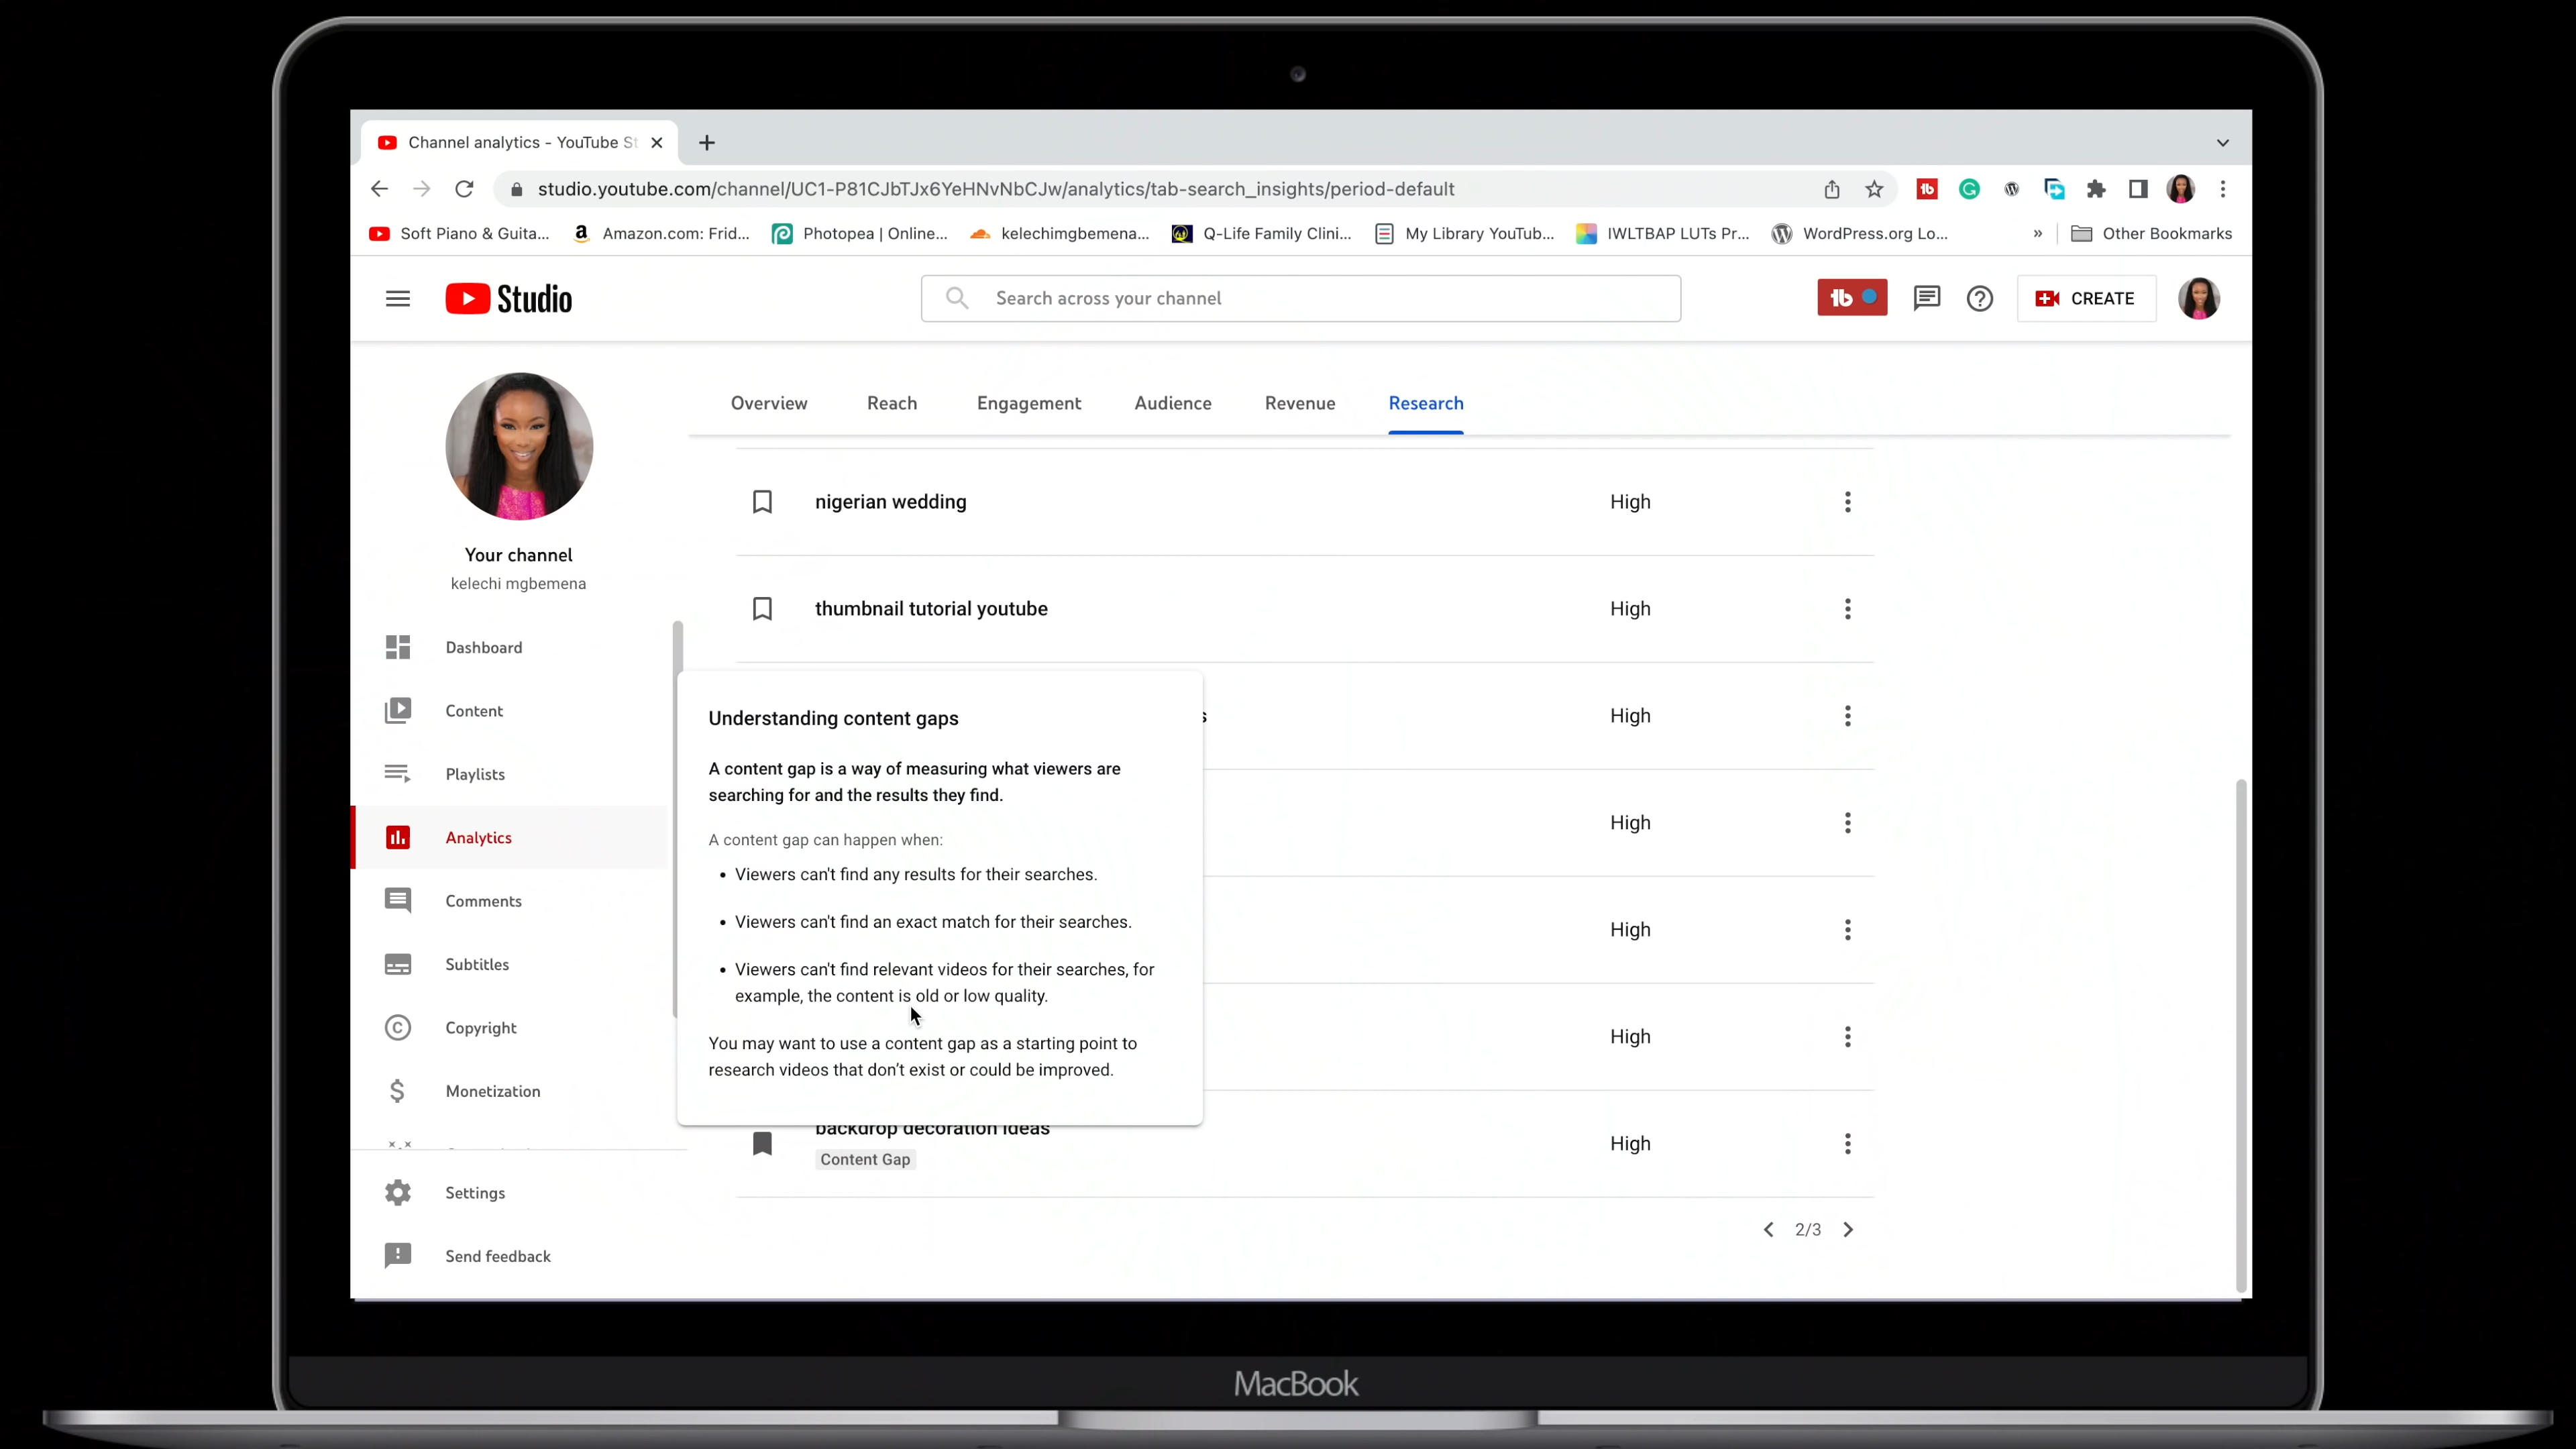 Channel analytics - YouTube St
studio.youtube.com/channel/UC1-P81CJbTJx6YeHNvNbCJw/analytics/tab-search_insights/period-default
Soft Piano & Guita... Amazon.com: Frid... Photopea | Online... kelechimgbemena... Q-Life Family Clini... My Library YouTub... IWLTBAP LUTs Pr... WordPress.org Lo... » Other Bookmarks
Studio
Search across your channel
CREATE
Overview Reach Engagement Audience Revenue Research
Your channel
kelechi mgbemena
Dashboard
Content
Playlists
Analytics
Comments
Subtitles
Copyright
Monetization
Settings
Send feedback
nigerian wedding High
thumbnail tutorial youtube High
s High
High
High
High
Understanding content gaps
A content gap is a way of measuring what viewers are
searching for and the results they find.
A content gap can happen when:
• Viewers can't find any results for their searches.
• Viewers can't find an exact match for their searches.
• Viewers can't find relevant videos for their searches, for
example, the content is old or low quality.
You may want to use a content gap as a starting point to
research videos that don't exist or could be improved.
backdrop decoration ideas High
Content Gap
2/3
MacBook